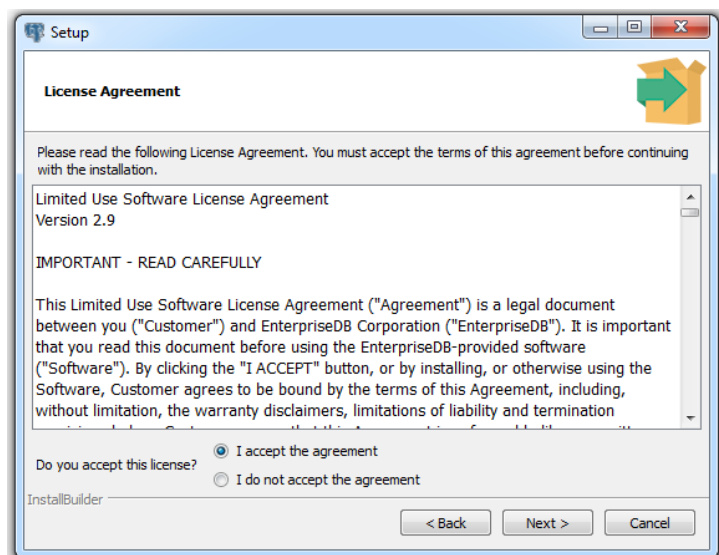 Setup
License Agreement
Please read the following License Agreement. You must accept the terms of this agreement before continuing
with the installation.
Limited Use Software License Agreement
Version 2.9
IMPORTANT - READ CAREFULLY
This Limited Use Software License Agreement ("Agreement") is a legal document
between you ("Customer") and EnterpriseDB Corporation ("EnterpriseDB"). It is important
that you read this document before using the EnterpriseDB-provided software
("Software"). By clicking the "I ACCEPT" button, or by installing, or otherwise using the
Software, Customer agrees to be bound by the terms of this Agreement, including,
without limitation, the warranty disclaimers, limitations of liability and termination
Do you accept this license?
I accept the agreement
I do not accept the agreement
InstallBuilder
< Back
Next >
Cancel